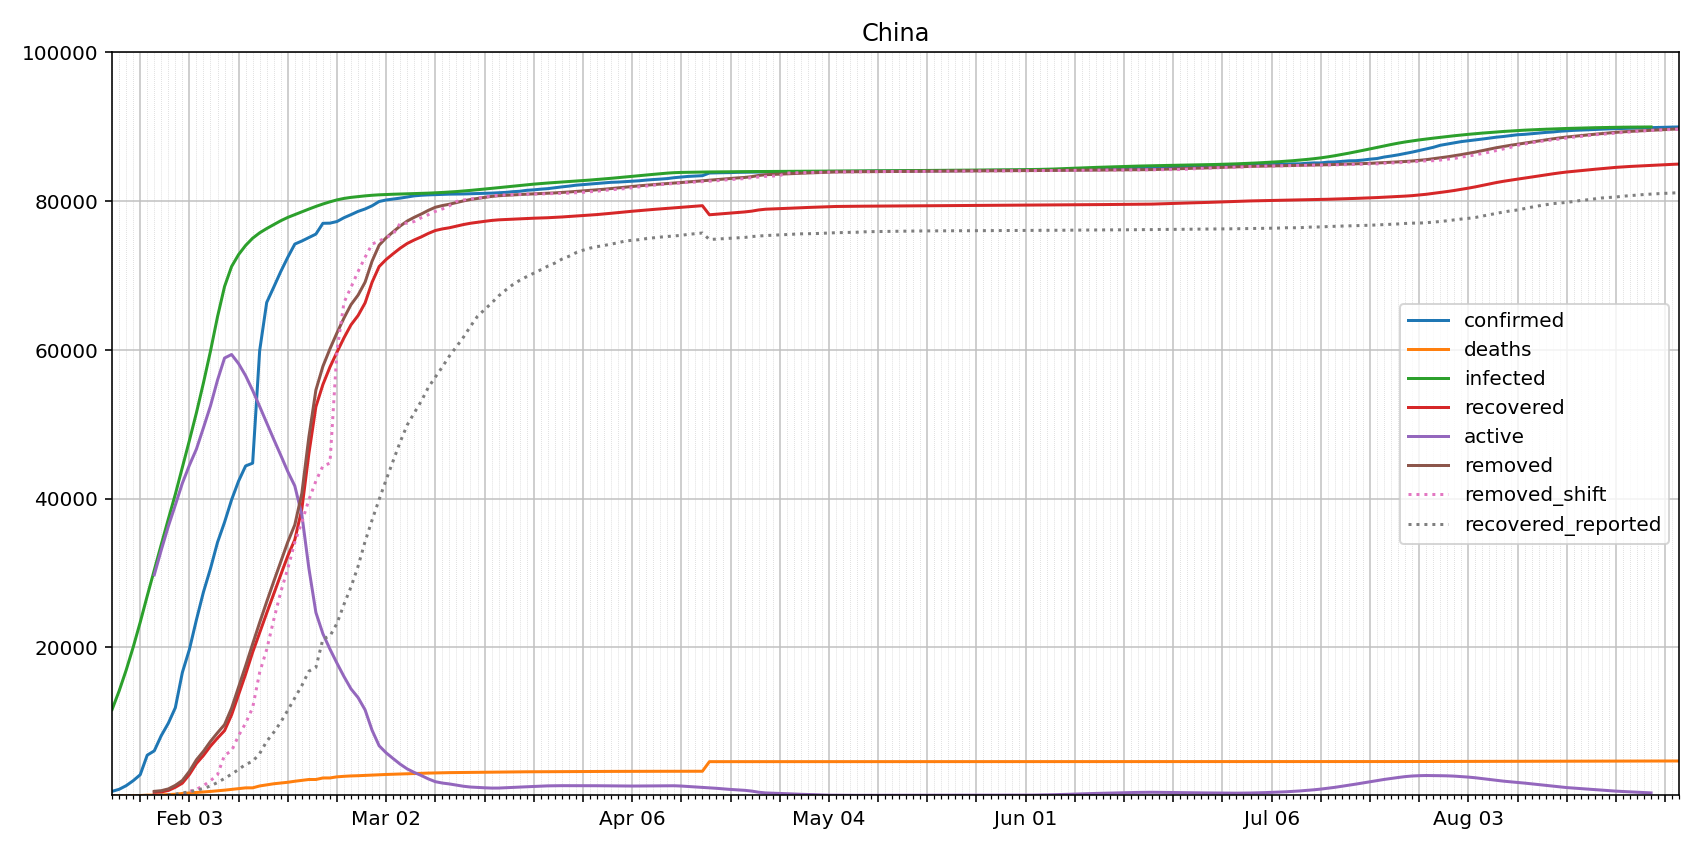 China
100000
80000
60000
40000
20000
confirmed
deaths
infected
recovered
active
removed
removed_shift
recovered_reported
Feb 03 Mar 02 Apr 06 May 04 Jun 01 Jul 06 Aug 03